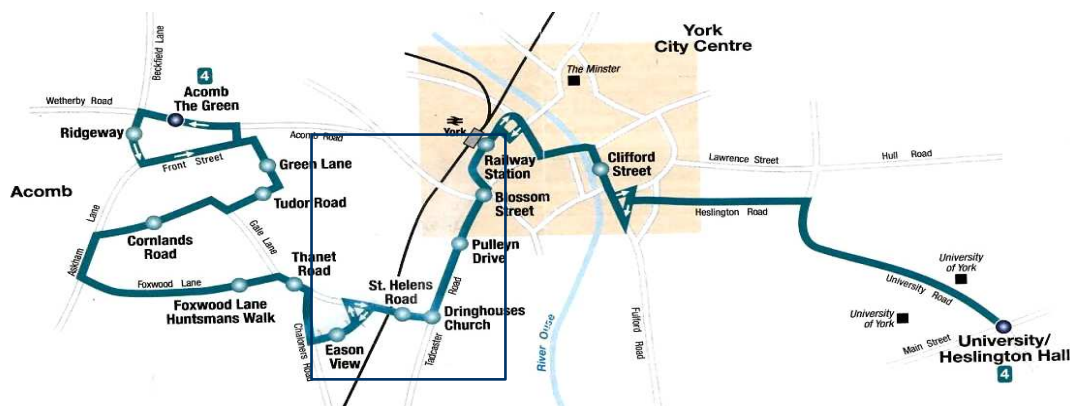 York
City Centre
The Minster
Beckfield Lane
4
Acomb
The Green
Wetherby Road
Ridgeway
Front Street
Acomb Road
Green Lane
Acomb
Tudor Road
York
Railway
Station
Clifford
Street
Lawrence Street
Hull Road
Blossom
Street
Heslington Road
Askham Lane
Cornlands
Road
Gale Lane
Pulleyn
Drive
Thanet
Road
Foxwood Lane
Foxwood Lane
Huntsmans Walk
St. Helens
Road
Road
Dringhouses
Church
Tadcaster
Eason
View
Chaloners Road
River Ouse
Fulford Road
University
of York
University Road
University
of York
Main Street
University/
Heslington Hall
4